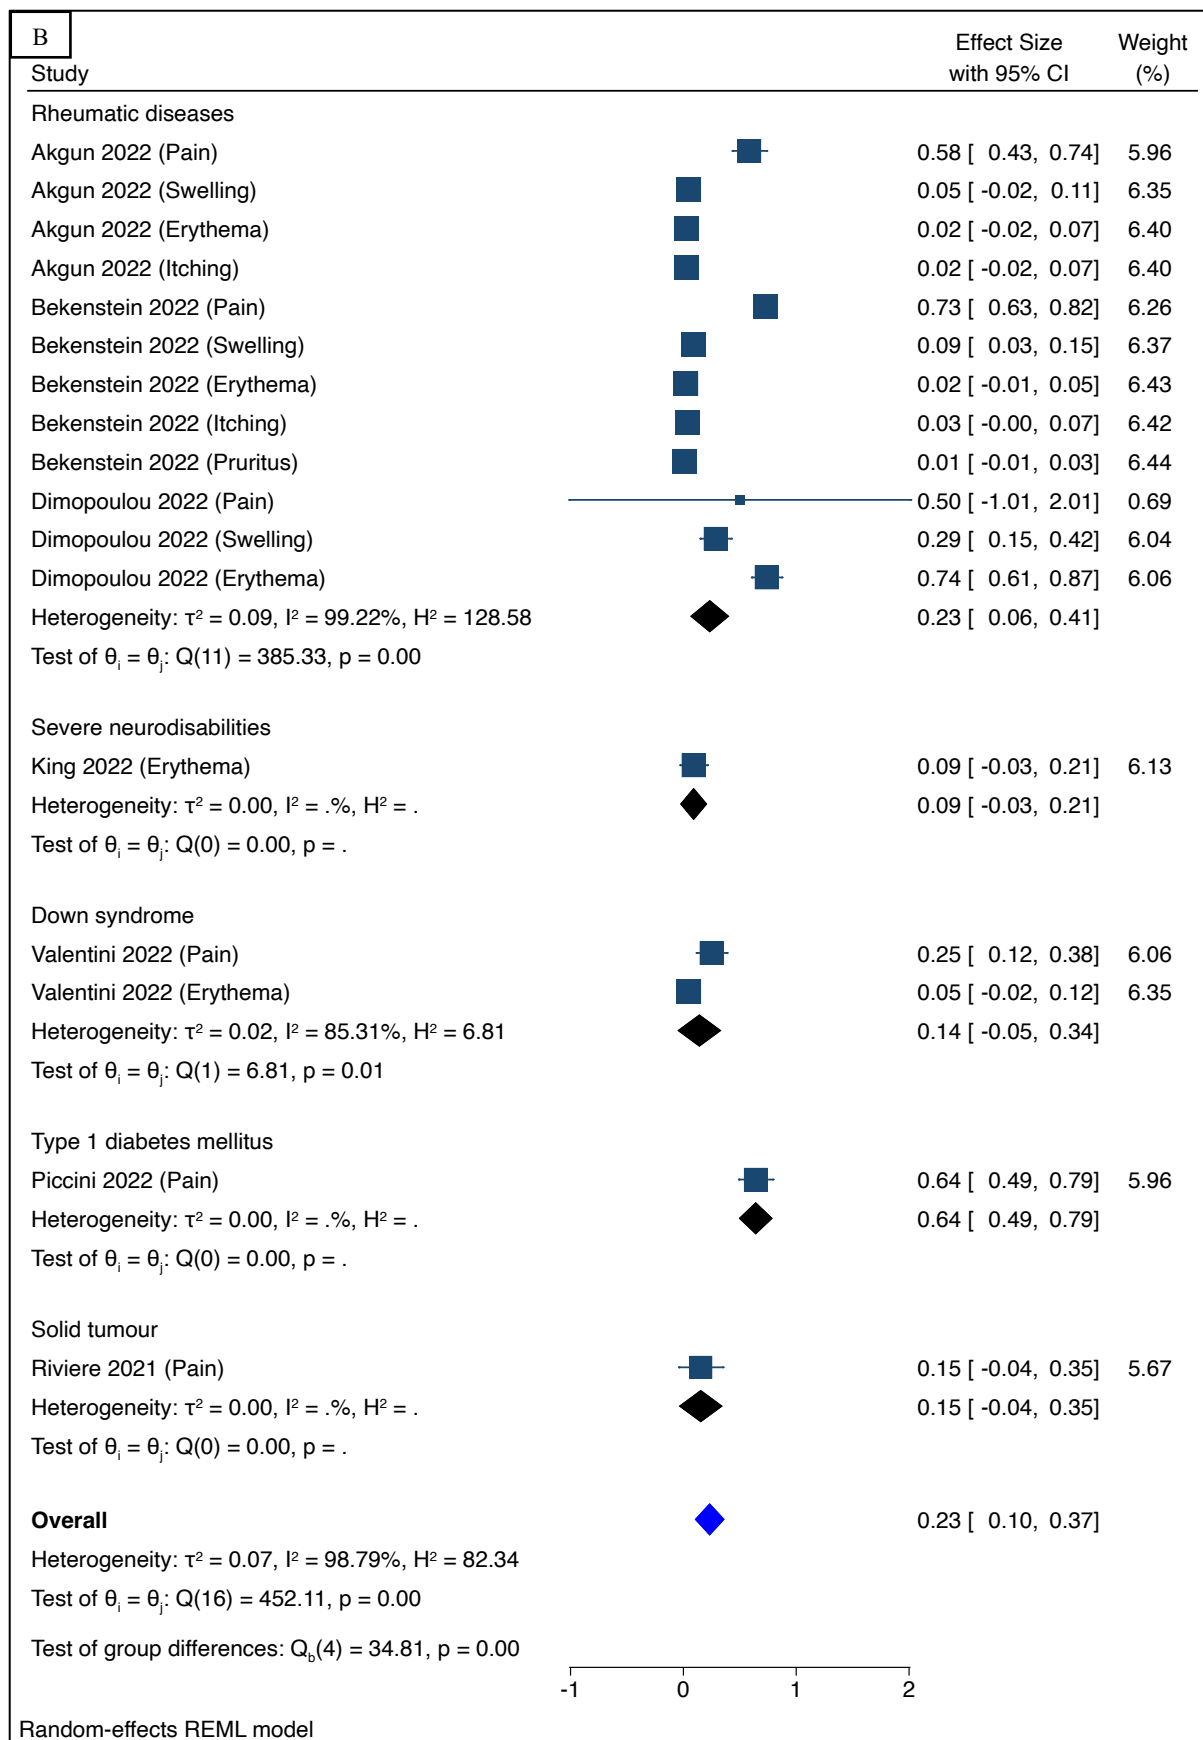 B
Effect Size Weight
Study with 95% CI (%)
Rheumatic diseases
Akgun 2022 (Pain) 0.58 [ 0.43, 0.74] 5.96
Akgun 2022 (Swelling) 0.05 [ -0.02, 0.11] 6.35
Akgun 2022 (Erythema) 0.02 [ -0.02, 0.07] 6.40
Akgun 2022 (Itching) 0.02 [ -0.02, 0.07] 6.40
Bekenstein 2022 (Pain) 0.73 [ 0.63, 0.82] 6.26
Bekenstein 2022 (Swelling) 0.09 [ 0.03, 0.15] 6.37
Bekenstein 2022 (Erythema) 0.02 [ -0.01, 0.05] 6.43
Bekenstein 2022 (Itching) 0.03 [ -0.00, 0.07] 6.42
Bekenstein 2022 (Pruritus) 0.01 [ -0.01, 0.03] 6.44
Dimopoulou 2022 (Pain) 0.50 [ -1.01, 2.01] 0.69
Dimopoulou 2022 (Swelling) 0.29 [ 0.15, 0.42] 6.04
Dimopoulou 2022 (Erythema) 0.74 [ 0.61, 0.87] 6.06
Heterogeneity: τ² = 0.09, I² = 99.22%, H² = 128.58 0.23 [ 0.06, 0.41]
Test of θᵢ = θⱼ: Q(11) = 385.33, p = 0.00
Severe neurodisabilities
King 2022 (Erythema) 0.09 [ -0.03, 0.21] 6.13
Heterogeneity: τ² = 0.00, I² = .%, H² = . 0.09 [ -0.03, 0.21]
Test of θᵢ = θⱼ: Q(0) = 0.00, p = .
Down syndrome
Valentini 2022 (Pain) 0.25 [ 0.12, 0.38] 6.06
Valentini 2022 (Erythema) 0.05 [ -0.02, 0.12] 6.35
Heterogeneity: τ² = 0.02, I² = 85.31%, H² = 6.81 0.14 [ -0.05, 0.34]
Test of θᵢ = θⱼ: Q(1) = 6.81, p = 0.01
Type 1 diabetes mellitus
Piccini 2022 (Pain) 0.64 [ 0.49, 0.79] 5.96
Heterogeneity: τ² = 0.00, I² = .%, H² = . 0.64 [ 0.49, 0.79]
Test of θᵢ = θⱼ: Q(0) = 0.00, p = .
Solid tumour
Riviere 2021 (Pain) 0.15 [ -0.04, 0.35] 5.67
Heterogeneity: τ² = 0.00, I² = .%, H² = . 0.15 [ -0.04, 0.35]
Test of θᵢ = θⱼ: Q(0) = 0.00, p = .
Overall 0.23 [ 0.10, 0.37]
Heterogeneity: τ² = 0.07, I² = 98.79%, H² = 82.34
Test of θᵢ = θⱼ: Q(16) = 452.11, p = 0.00
Test of group differences: Q_b(4) = 34.81, p = 0.00
-1 0 1 2
Random-effects REML model